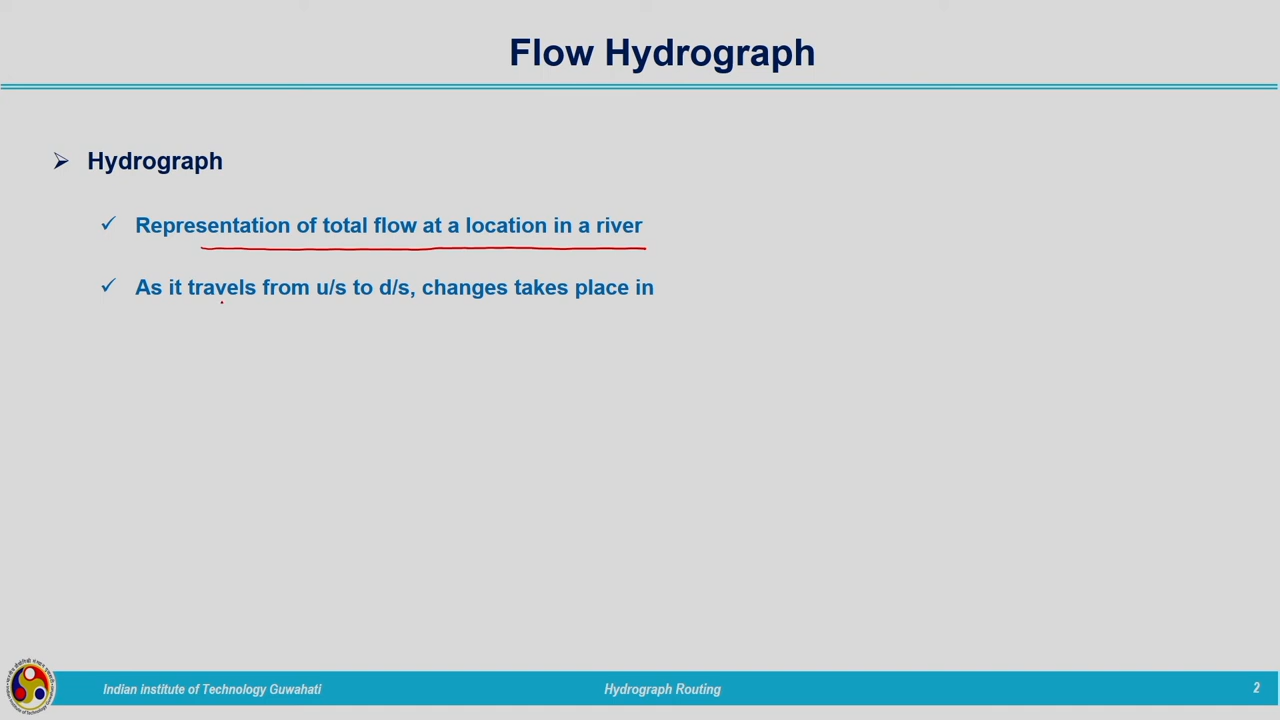 Flow Hydrograph
Hydrograph
Representation of total flow at a location in a river
As it travels from u/s to d/s, changes takes place in
Indian institute of Technology Guwahati
Hydrograph Routing
2